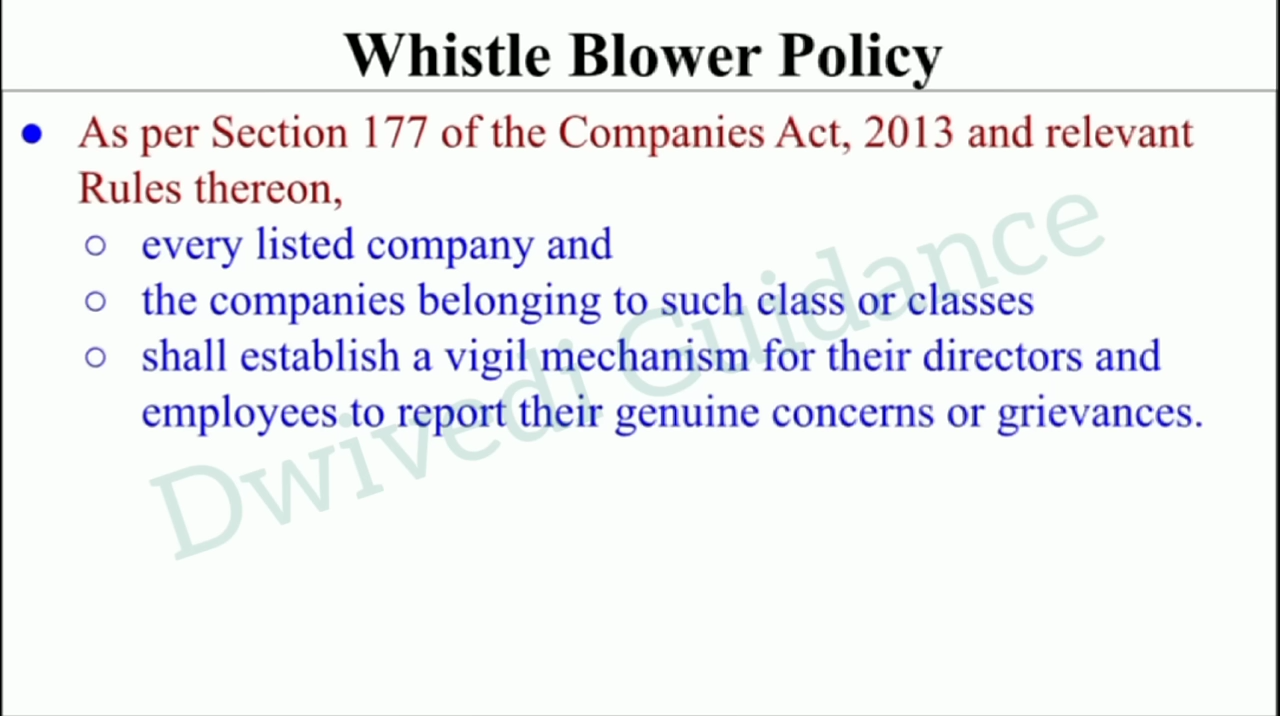 Whistle Blower Policy
● As per Section 177 of the Companies Act, 2013 and relevant
Rules thereon,
○ every listed company and
○ the companies belonging to such class or classes
○ shall establish a vigil mechanism for their directors and
employees to report their genuine concerns or grievances.
Dwivedi Guidance